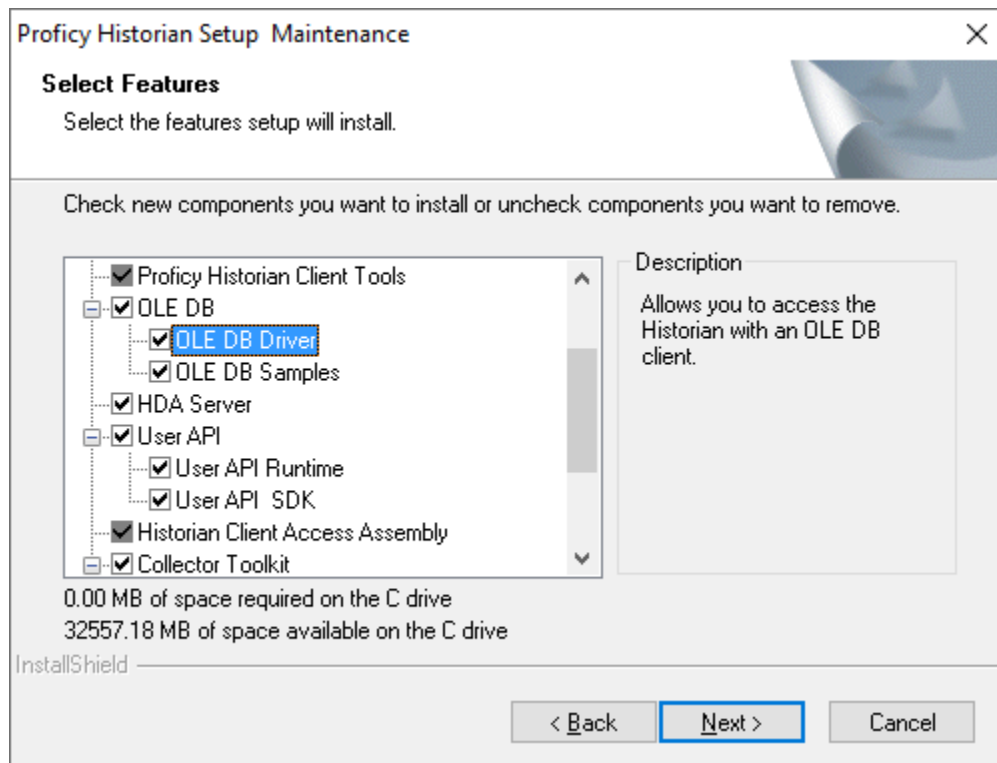 Proficy Historian Setup  Maintenance
Select Features
Select the features setup will install.
Check new components you want to install or uncheck components you want to remove.
Proficy Historian Client Tools
OLE DB
OLE DB Driver
OLE DB Samples
HDA Server
User API
User API Runtime
User API  SDK
Historian Client Access Assembly
Collector Toolkit
Description
Allows you to access the
Historian with an OLE DB
client.
0.00 MB of space required on the C drive
32557.18 MB of space available on the C drive
InstallShield
< Back
Next >
Cancel